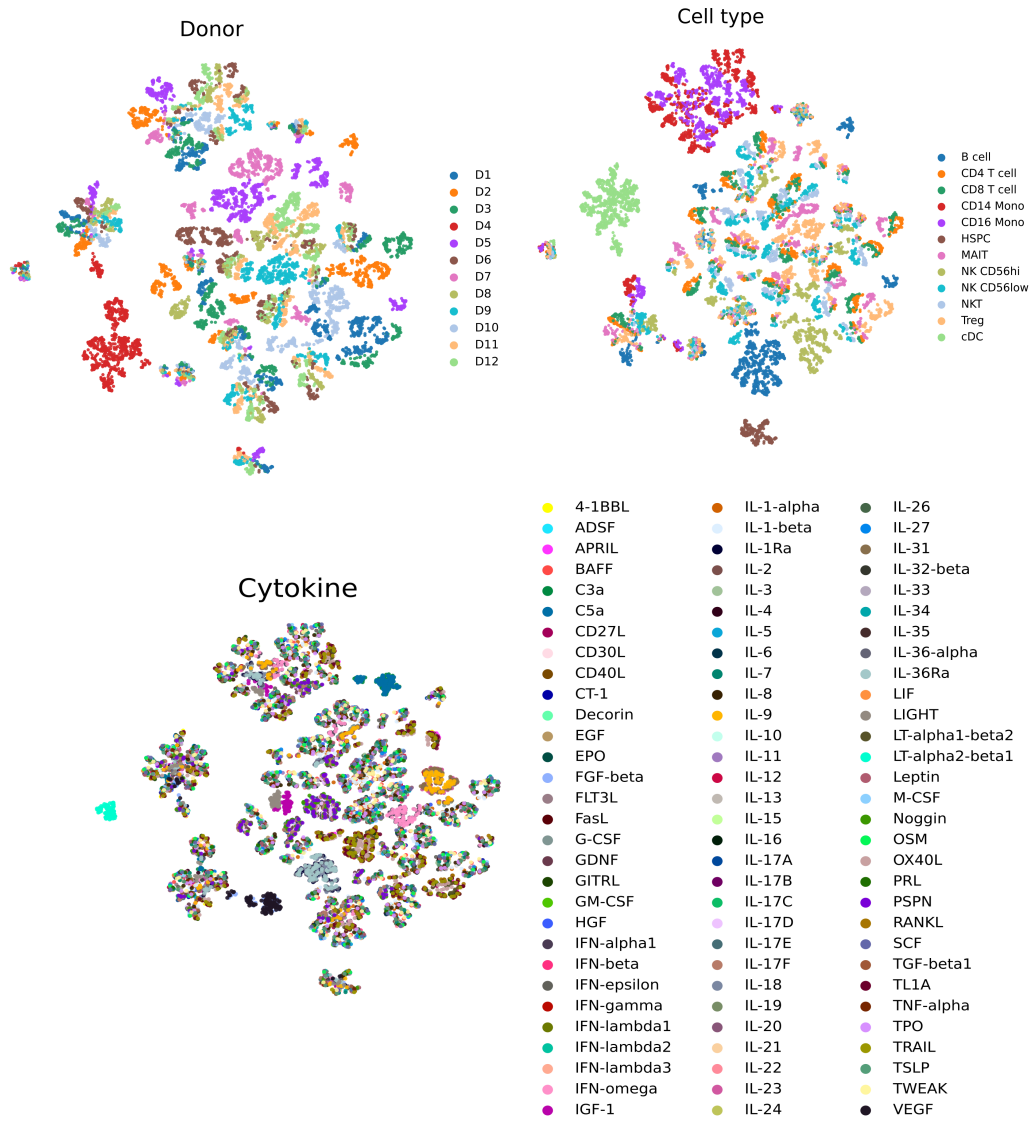 Donor
D1
D2
D3
D4
D5
D6
D7
D8
D9
D10
D11
D12
Cell type
B cell
CD4 T cell
CD8 T cell
CD14 Mono
CD16 Mono
HSPC
MAIT
NK CD56hi
NK CD56low
NKT
Treg
cDC
Cytokine
4-1BBL
ADSF
APRIL
BAFF
C3a
C5a
CD27L
CD30L
CD40L
CT-1
Decorin
EGF
EPO
FGF-beta
FLT3L
FasL
G-CSF
GDNF
GITRL
GM-CSF
HGF
IFN-alpha1
IFN-beta
IFN-epsilon
IFN-gamma
IFN-lambda1
IFN-lambda2
IFN-lambda3
IFN-omega
IGF-1
IL-1-alpha
IL-1-beta
IL-1Ra
IL-2
IL-3
IL-4
IL-5
IL-6
IL-7
IL-8
IL-9
IL-10
IL-11
IL-12
IL-13
IL-15
IL-16
IL-17A
IL-17B
IL-17C
IL-17D
IL-17E
IL-17F
IL-18
IL-19
IL-20
IL-21
IL-22
IL-23
IL-24
IL-26
IL-27
IL-31
IL-32-beta
IL-33
IL-34
IL-35
IL-36-alpha
IL-36Ra
LIF
LIGHT
LT-alpha1-beta2
LT-alpha2-beta1
Leptin
M-CSF
Noggin
OSM
OX40L
PRL
PSPN
RANKL
SCF
TGF-beta1
TL1A
TNF-alpha
TPO
TRAIL
TSLP
TWEAK
VEGF